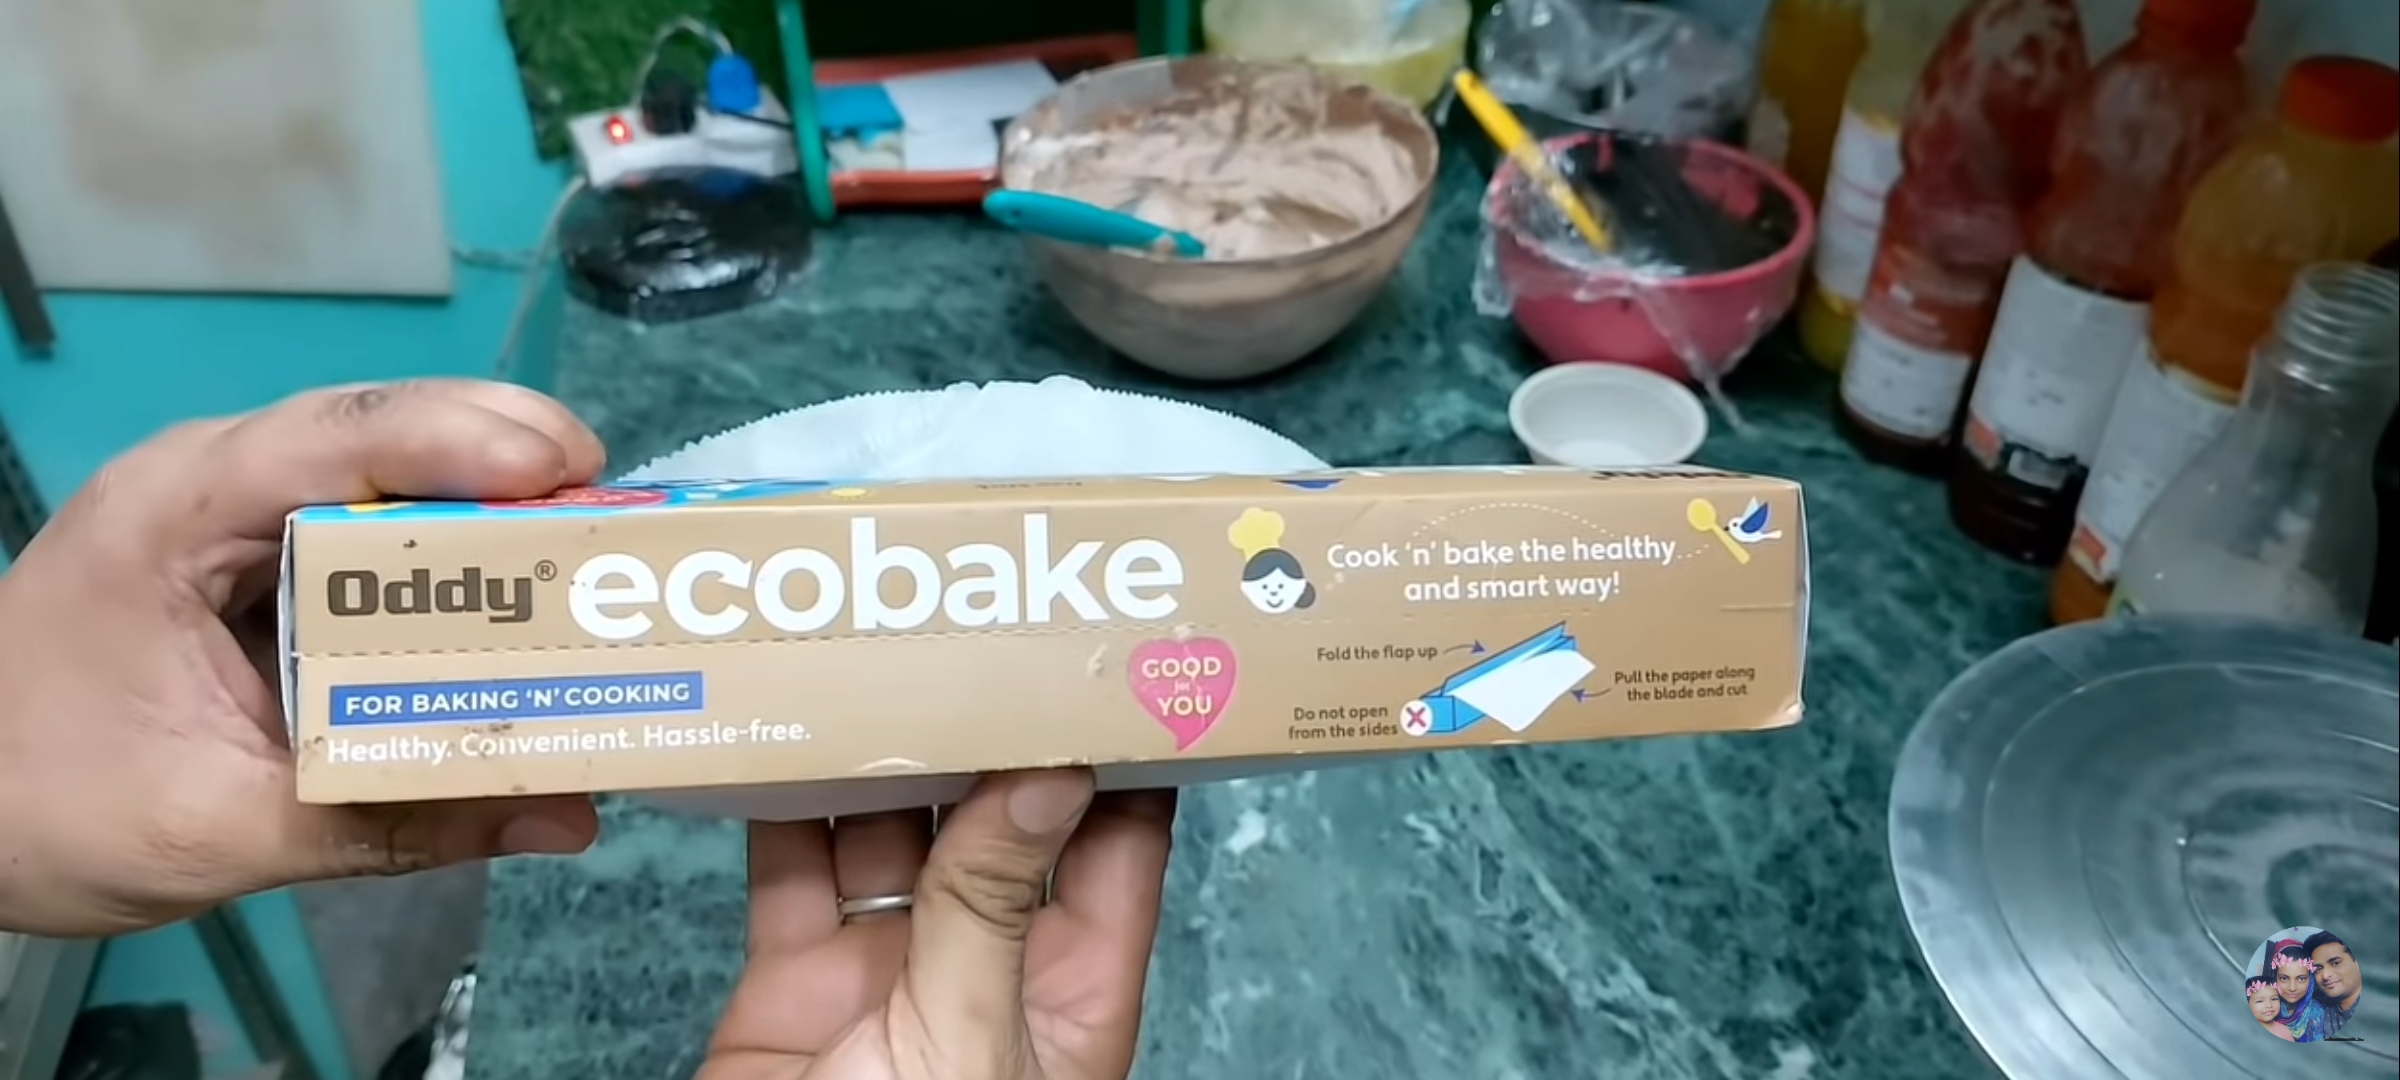 Oddy® ecobake
Cook ‘n’ bake the healthy
and smart way!
FOR BAKING ‘N’ COOKING
Healthy. Convenient. Hassle-free.
GOOD
for
YOU
Fold the flap up
Pull the paper along
the blade and cut
Do not open
from the sides